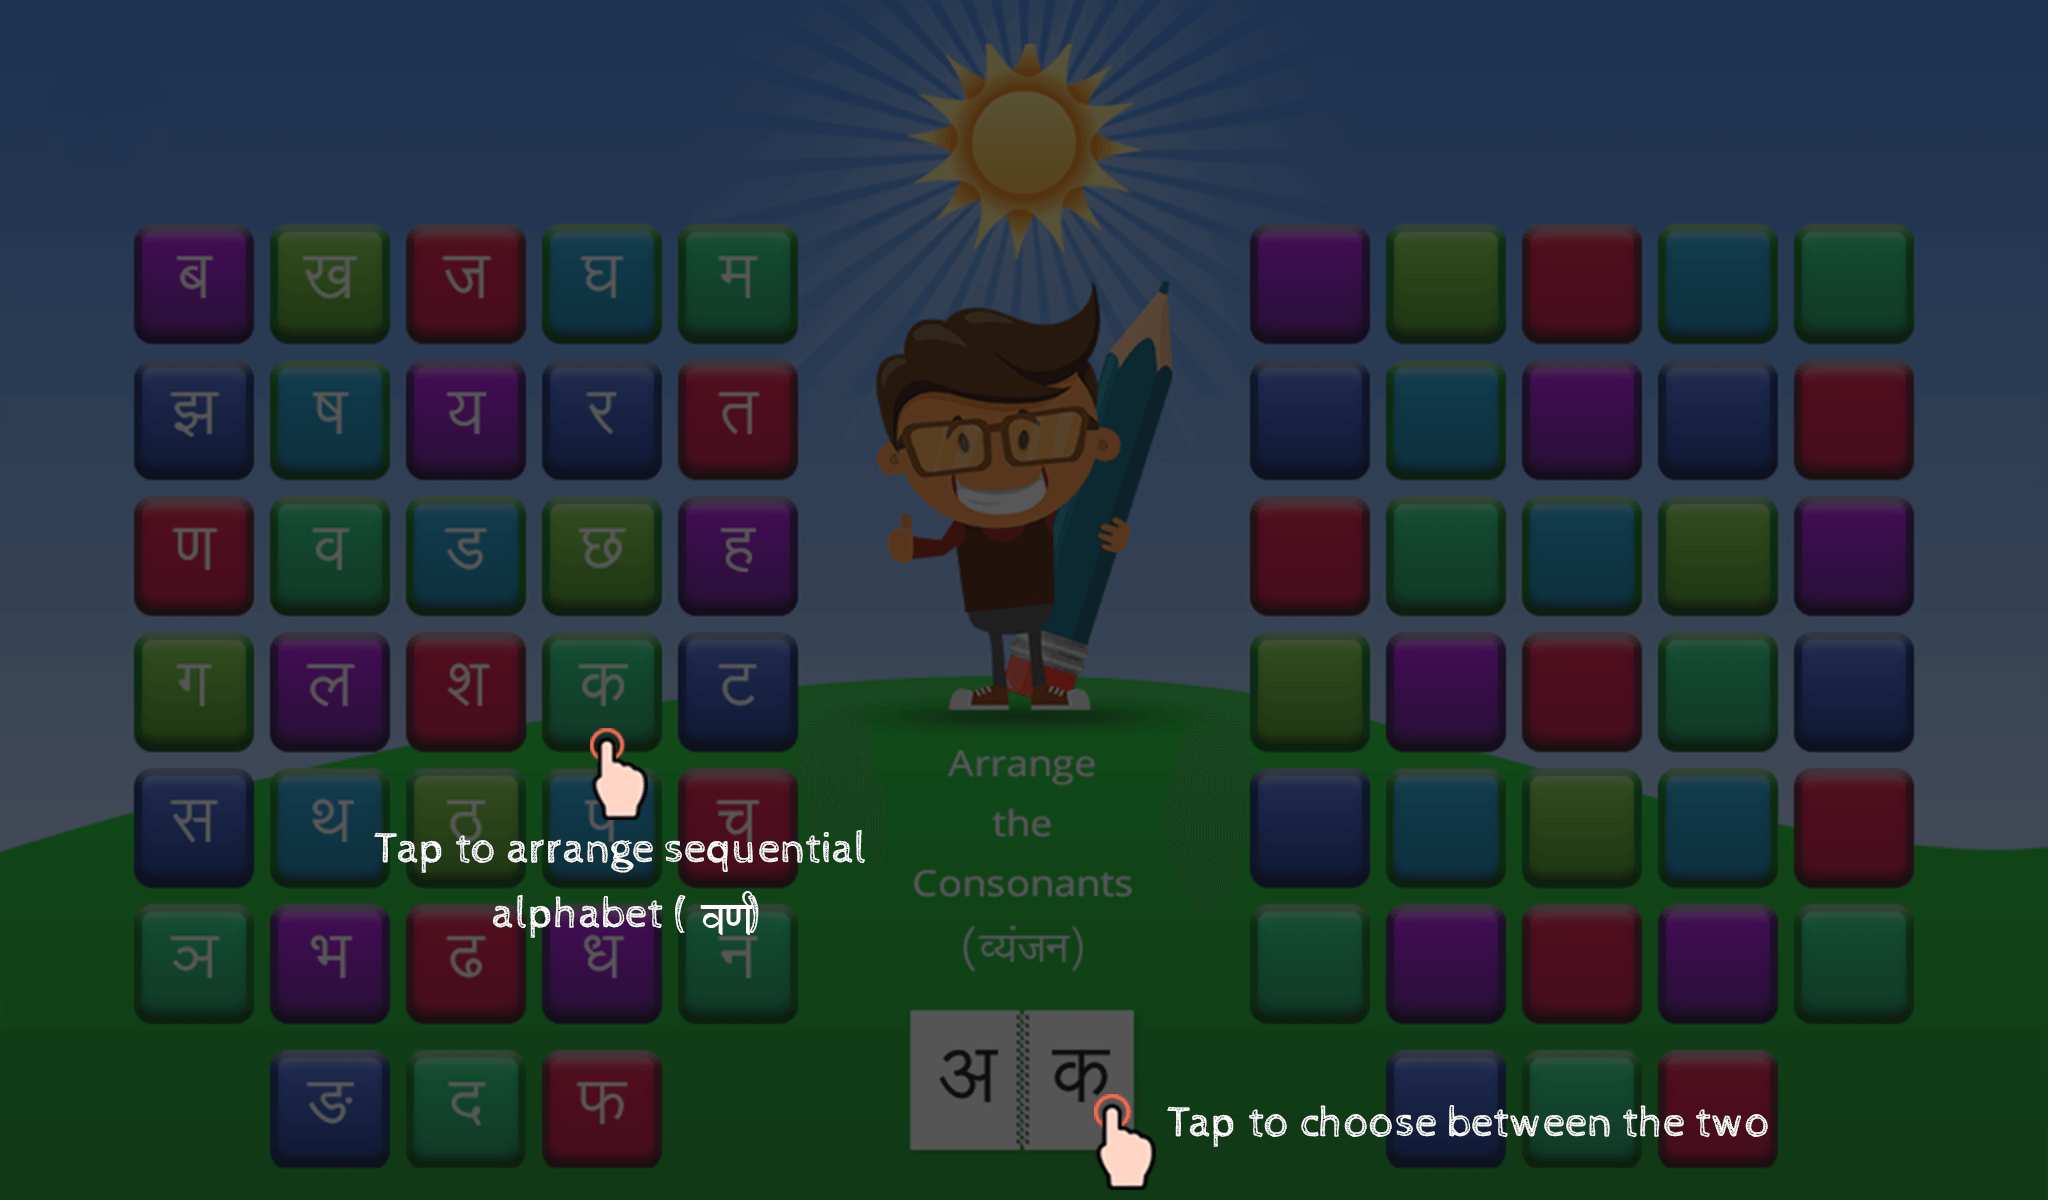 ब ख ज घ म
झ ष य र त
ण व ड छ ह
ग ल श क ट
स थ ठ प च
ञ भ ढ ध न
ङ द फ
Tap to arrange sequential
alphabet ( वर्ण)
Arrange
the
Consonants
(व्यंजन)
अ क
Tap to choose between the two